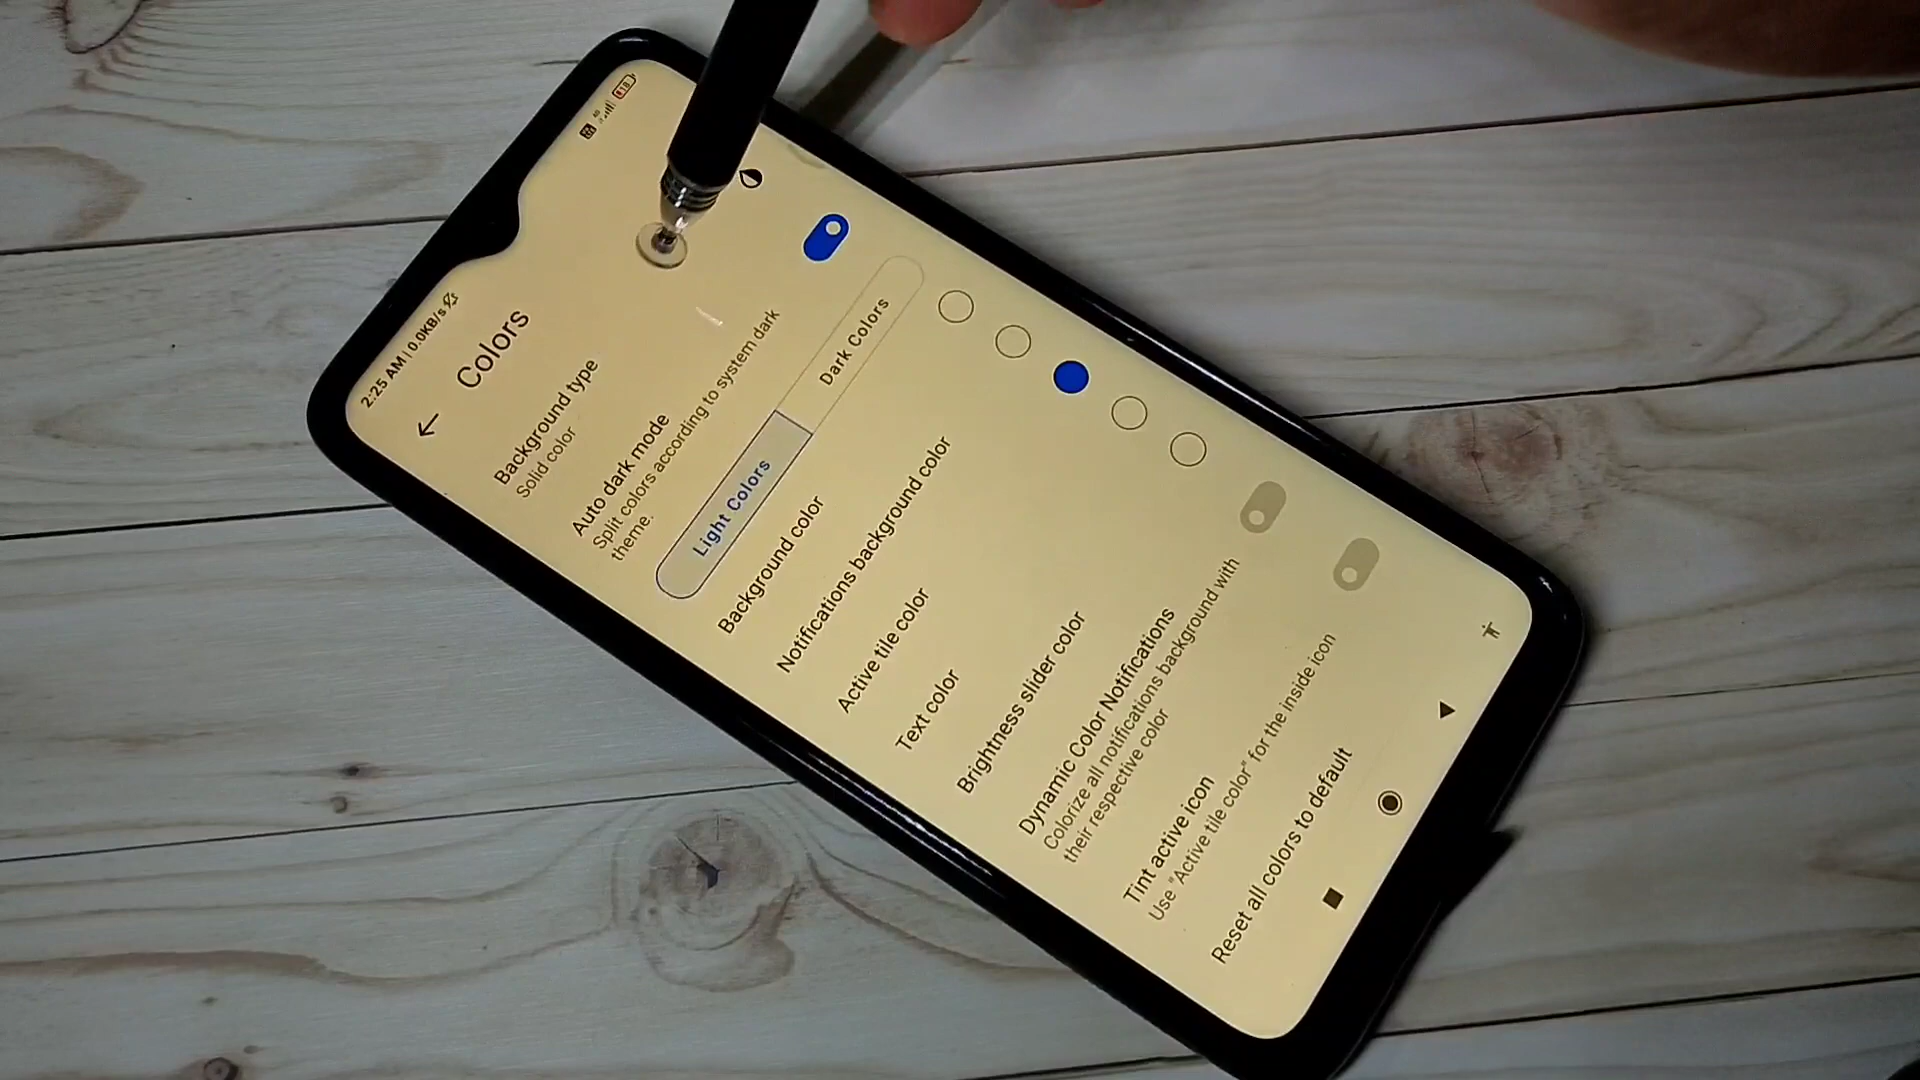 2:25 AM | 0.0KB/s
4G
18
Colors
Background type
Solid color
Auto dark mode
Split colors according to system dark
theme.
Light Colors
Dark Colors
Background color
Notifications background color
Active tile color
Text color
Brightness slider color
Dynamic Color Notifications
Colorize all notifications background with
their respective color
Tint active icon
Use "Active tile color" for the inside icon
Reset all colors to default